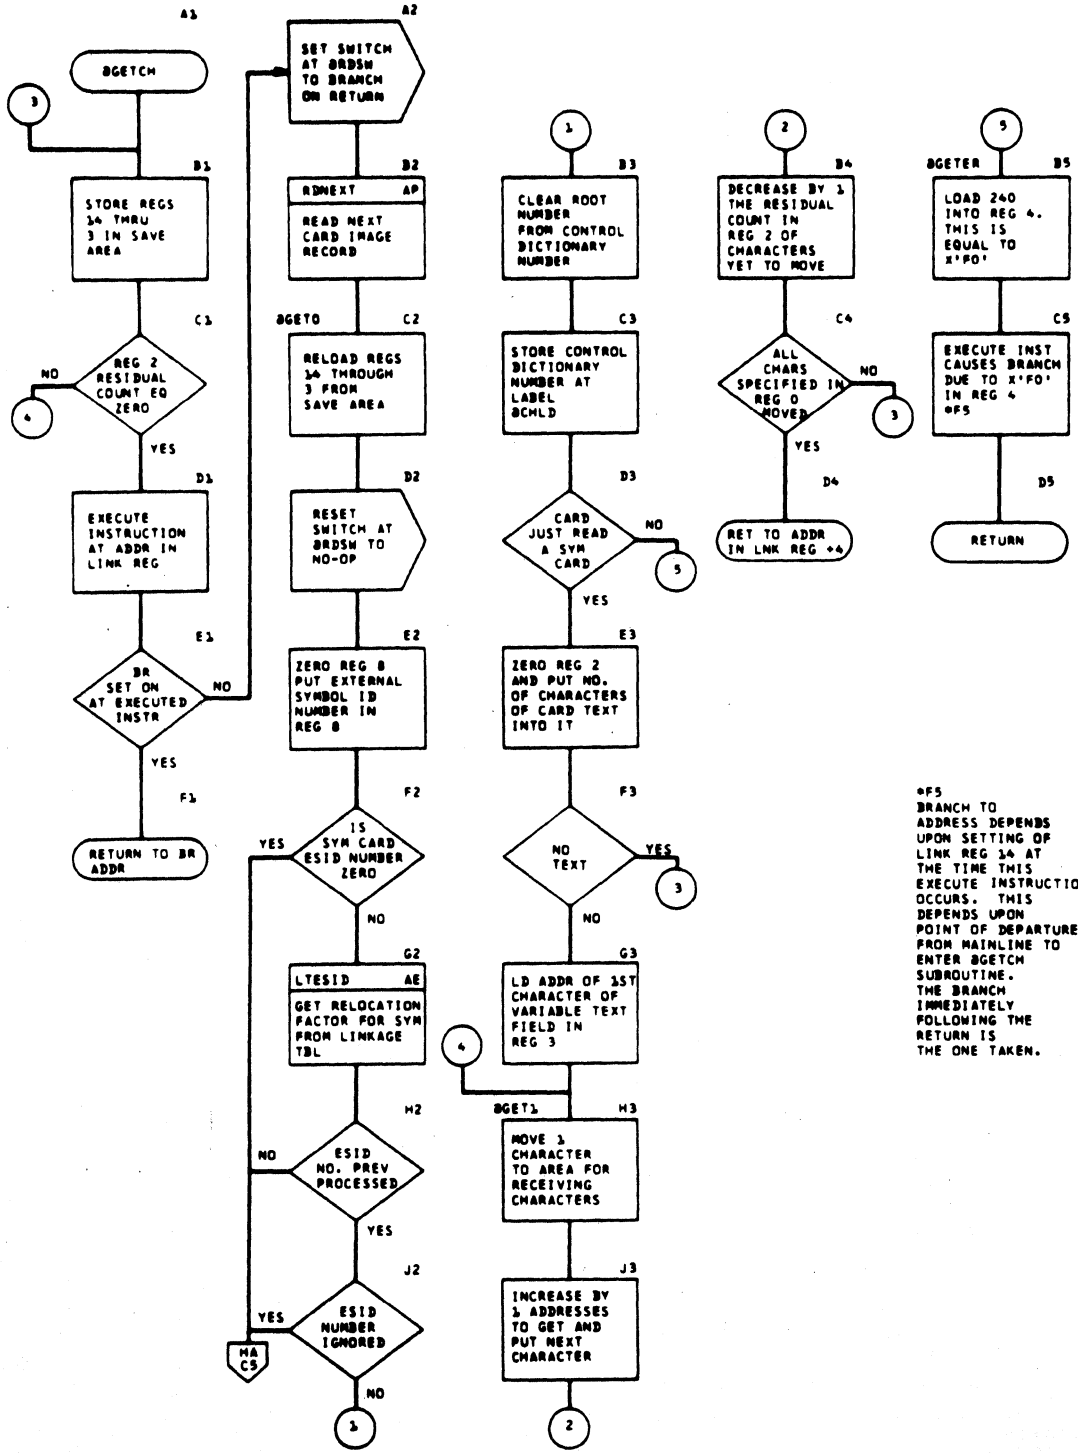 A1
@GETCH
3
B1
STORE REGS
14 THRU
3 IN SAVE
AREA
C1
REG 2
RESIDUAL
COUNT EQ
ZERO
NO
4
YES
D1
EXECUTE
INSTRUCTION
AT ADDR IN
LINK REG
E1
BR
SET ON
AT EXECUTED
INSTR
NO
YES
F1
RETURN TO BR
ADDR
A2
SET SWITCH
AT @RDSW
TO BRANCH
ON RETURN
B2
RDNEXT AP
READ NEXT
CARD IMAGE
RECORD
@GET0 C2
RELOAD REGS
14 THROUGH
3 FROM
SAVE AREA
D2
RESET
SWITCH AT
@RDSW TO
NO-OP
E2
ZERO REG 8
PUT EXTERNAL
SYMBOL ID
NUMBER IN
REG 8
F2
IS
SYM CARD
ESID NUMBER
ZERO
YES
NO
G2
LTESID AE
GET RELOCATION
FACTOR FOR SYM
FROM LINKAGE
TBL
H2
ESID
NO. PREV
PROCESSED
NO
YES
J2
ESID
NUMBER
IGNORED
YES
HA
C5
NO
1
1
B3
CLEAR ROOT
NUMBER
FROM CONTROL
DICTIONARY
NUMBER
C3
STORE CONTROL
DICTIONARY
NUMBER AT
LABEL
@CHLD
D3
CARD
JUST READ
A SYM
CARD
NO
5
YES
E3
ZERO REG 2
AND PUT NO.
OF CHARACTERS
OF CARD TEXT
INTO IT
F3
NO
TEXT
YES
3
NO
G3
LD ADDR OF 1ST
CHARACTER OF
VARIABLE TEXT
FIELD IN
REG 3
4
@GET1 H3
MOVE 1
CHARACTER
TO AREA FOR
RECEIVING
CHARACTERS
J3
INCREASE BY
1 ADDRESSES
TO GET AND
PUT NEXT
CHARACTER
2
2
B4
DECREASE BY 1
THE RESIDUAL
COUNT IN
REG 2 OF
CHARACTERS
YET TO MOVE
C4
ALL
CHARS
SPECIFIED IN
REG 0
MOVED
NO
3
YES
D4
RET TO ADDR
IN LNK REG +4
5
@GETER B5
LOAD 240
INTO REG 4.
THIS IS
EQUAL TO
X'F0'
C5
EXECUTE INST
CAUSES BRANCH
DUE TO X'F0'
IN REG 4
*F5
D5
RETURN
*F5
BRANCH TO
ADDRESS DEPENDS
UPON SETTING OF
LINK REG 14 AT
THE TIME THIS
EXECUTE INSTRUCTIO
OCCURS. THIS
DEPENDS UPON
POINT OF DEPARTURE
FROM MAINLINE TO
ENTER @GETCH
SUBROUTINE.
THE BRANCH
IMMEDIATELY
FOLLOWING THE
RETURN IS
THE ONE TAKEN.